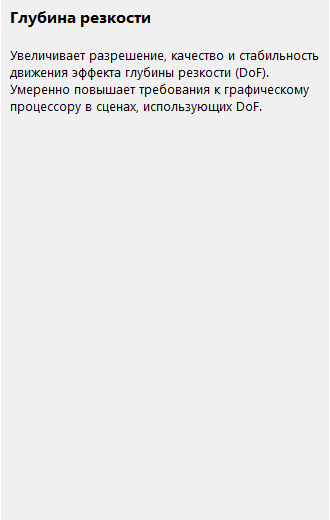 Глубина резкости
Увеличивает разрешение, качество и стабильность
движения эффекта глубины резкости (DoF).
Умеренно повышает требования к графическому
процессору в сценах, использующих DoF.